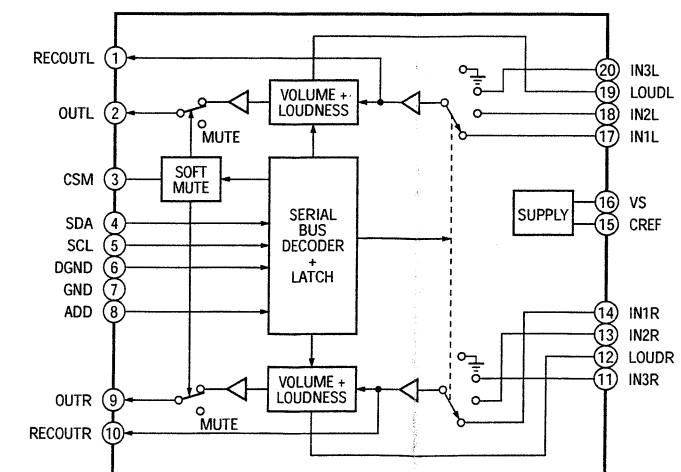 RECOUTL 1
OUTL 2
CSM 3
SDA 4
SCL 5
DGND 6
GND 7
ADD 8
OUTR 9
RECOUTR 10
VOLUME +
LOUDNESS
MUTE
SOFT
MUTE
SERIAL
BUS
DECODER
+
LATCH
VOLUME +
LOUDNESS
MUTE
SUPPLY
20 IN3L
19 LOUDL
18 IN2L
17 IN1L
16 VS
15 CREF
14 IN1R
13 IN2R
12 LOUDR
11 IN3R